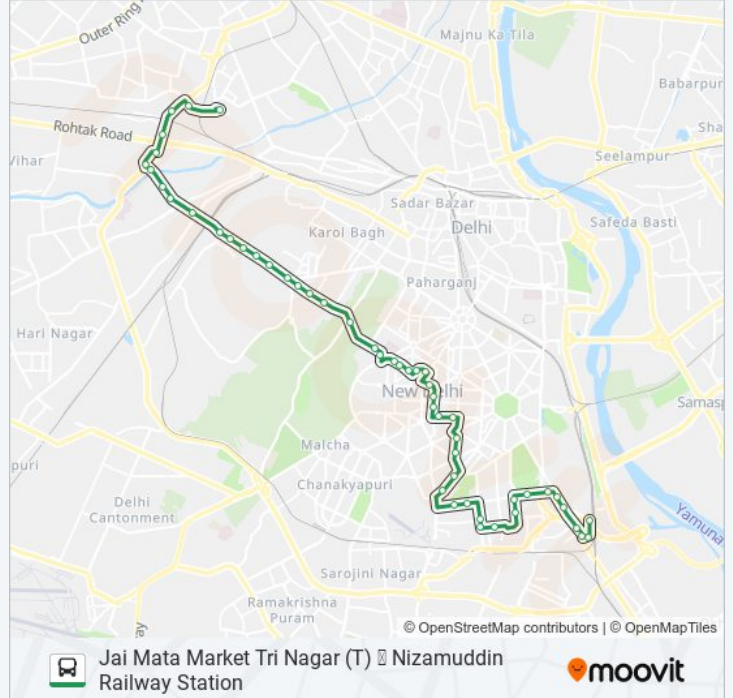 Outer Ring
Majnu Ka Tila
Babarpur
Rohtak Road
Sha
Vihar
Seelampur
Sadar Bazar
Safeda Basti
Karol Bagh
Delhi
Paharganj
Hari Nagar
New Delhi
Samas
Malcha
puri
Chanakyapuri
Delhi
Cantonment
Yamuna
Sarojini Nagar
Ramakrishna
Puram
ay
© OpenStreetMap contributors | © OpenMapTiles
Jai Mata Market Tri Nagar (T) Nizamuddin
Railway Station
moovit